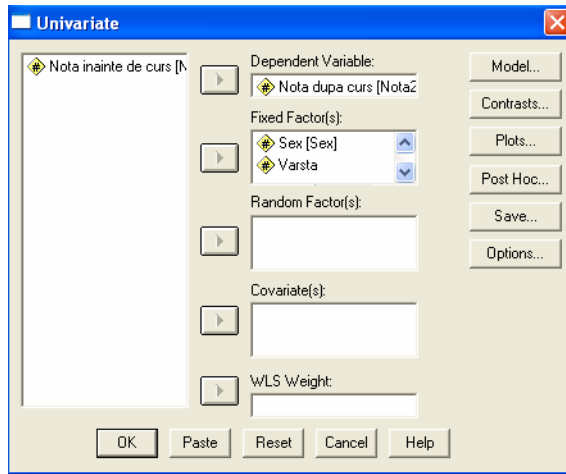 Univariate
Nota inainte de curs [N
Dependent Variable:
Nota dupa curs [Nota2
Fixed Factor(s):
Sex [Sex]
Varsta
Random Factor(s):
Covariate(s):
WLS Weight:
Model...
Contrasts...
Plots...
Post Hoc...
Save...
Options...
OK
Paste
Reset
Cancel
Help